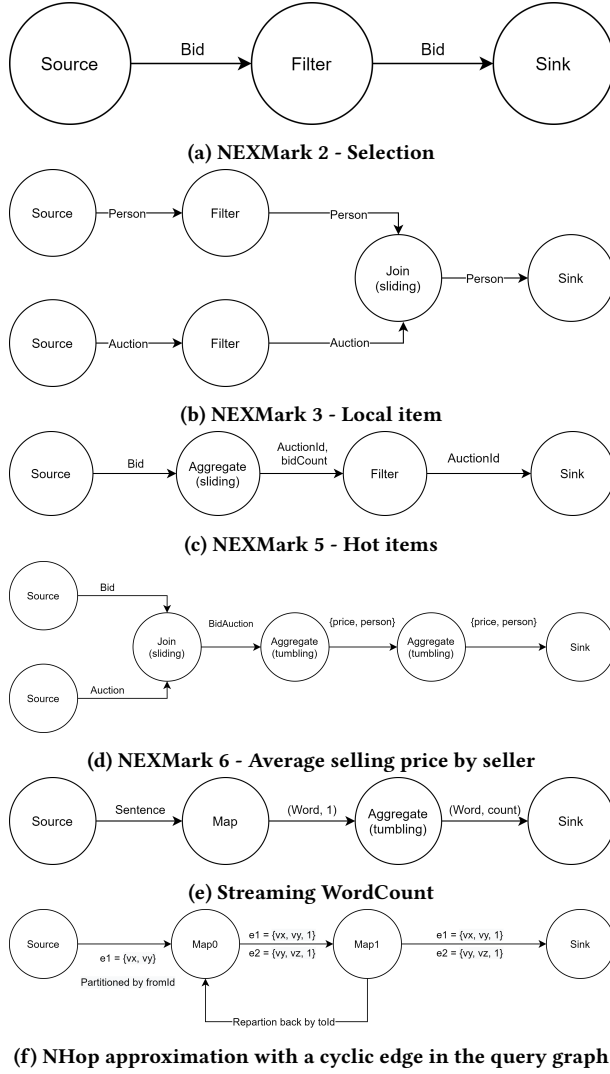 Source
Bid
Filter
Bid
Sink
(a) NEXMark 2 - Selection
Source
Person
Filter
Person
Join
(sliding)
Person
Sink
Source
Auction
Filter
Auction
(b) NEXMark 3 - Local item
Source
Bid
Aggregate
(sliding)
AuctionId,
bidCount
Filter
AuctionId
Sink
(c) NEXMark 5 - Hot items
Source
Bid
Join
(sliding)
BidAuction
Aggregate
(tumbling)
{price, person}
Aggregate
(tumbling)
{price, person}
Sink
Source
Auction
(d) NEXMark 6 - Average selling price by seller
Source
Sentence
Map
(Word, 1)
Aggregate
(tumbling)
(Word, count)
Sink
(e) Streaming WordCount
Source
e1 = {vx, vy}
Partitioned by fromId
Map0
e1 = {vx, vy, 1}
e2 = {vy, vz, 1}
Map1
e1 = {vx, vy, 1}
e2 = {vy, vz, 1}
Sink
Repartion back by toId
(f) NHop approximation with a cyclic edge in the query graph